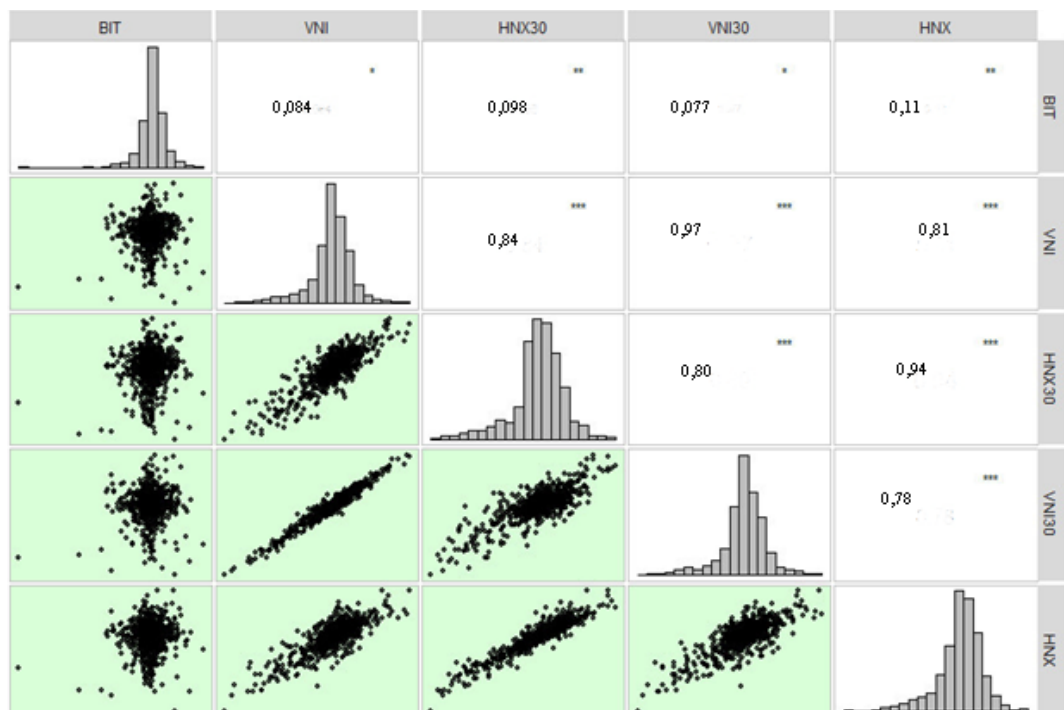 BIT VNI HNX30 VNI30 HNX
* ** * **
0,084 0,098 0,077 0,11
BIT
*** *** ***
0,84 0,97 0,81
VNI
*** ***
0,80 0,94
HNX30
***
0,78
VNI30
HNX